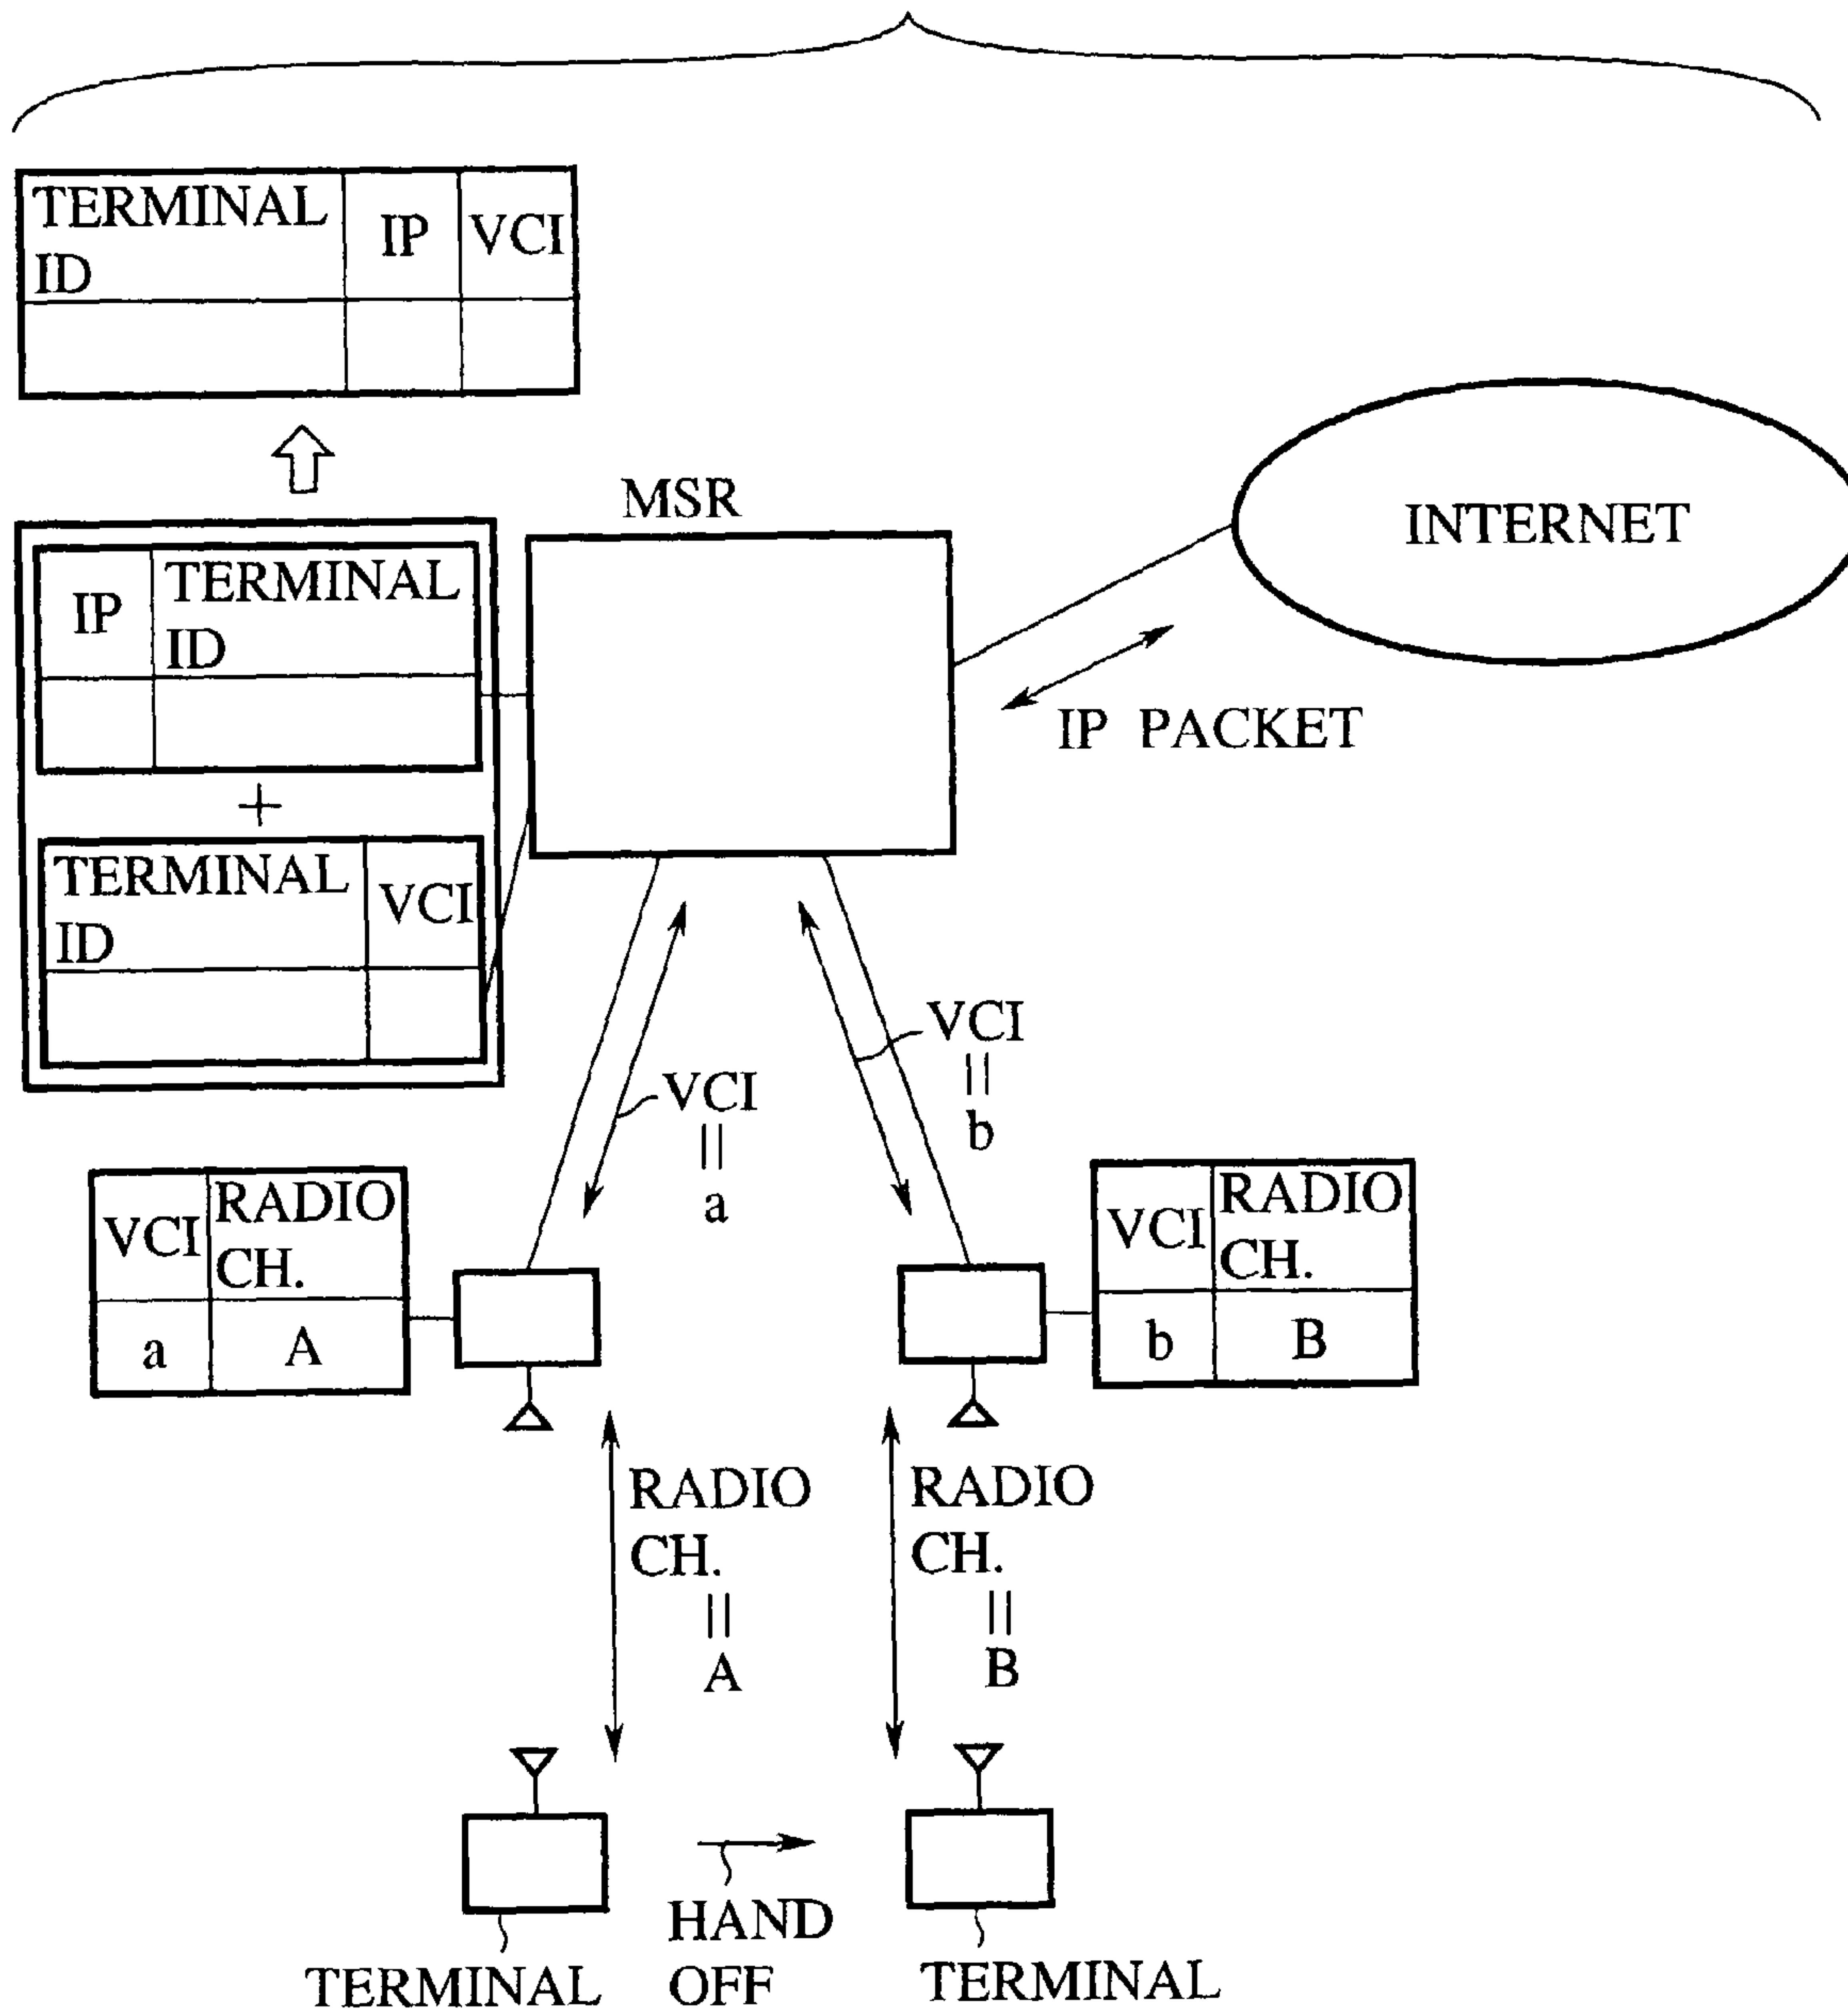 TERMINAL
ID
IP
VCI
MSR
INTERNET
IP
TERMINAL
ID
IP PACKET
+
TERMINAL
ID
VCI
VCI
=
b
VCI
=
a
VCI
RADIO
CH.
a
A
VCI
RADIO
CH.
b
B
RADIO
CH.
=
A
RADIO
CH.
=
B
HAND
OFF
TERMINAL
TERMINAL